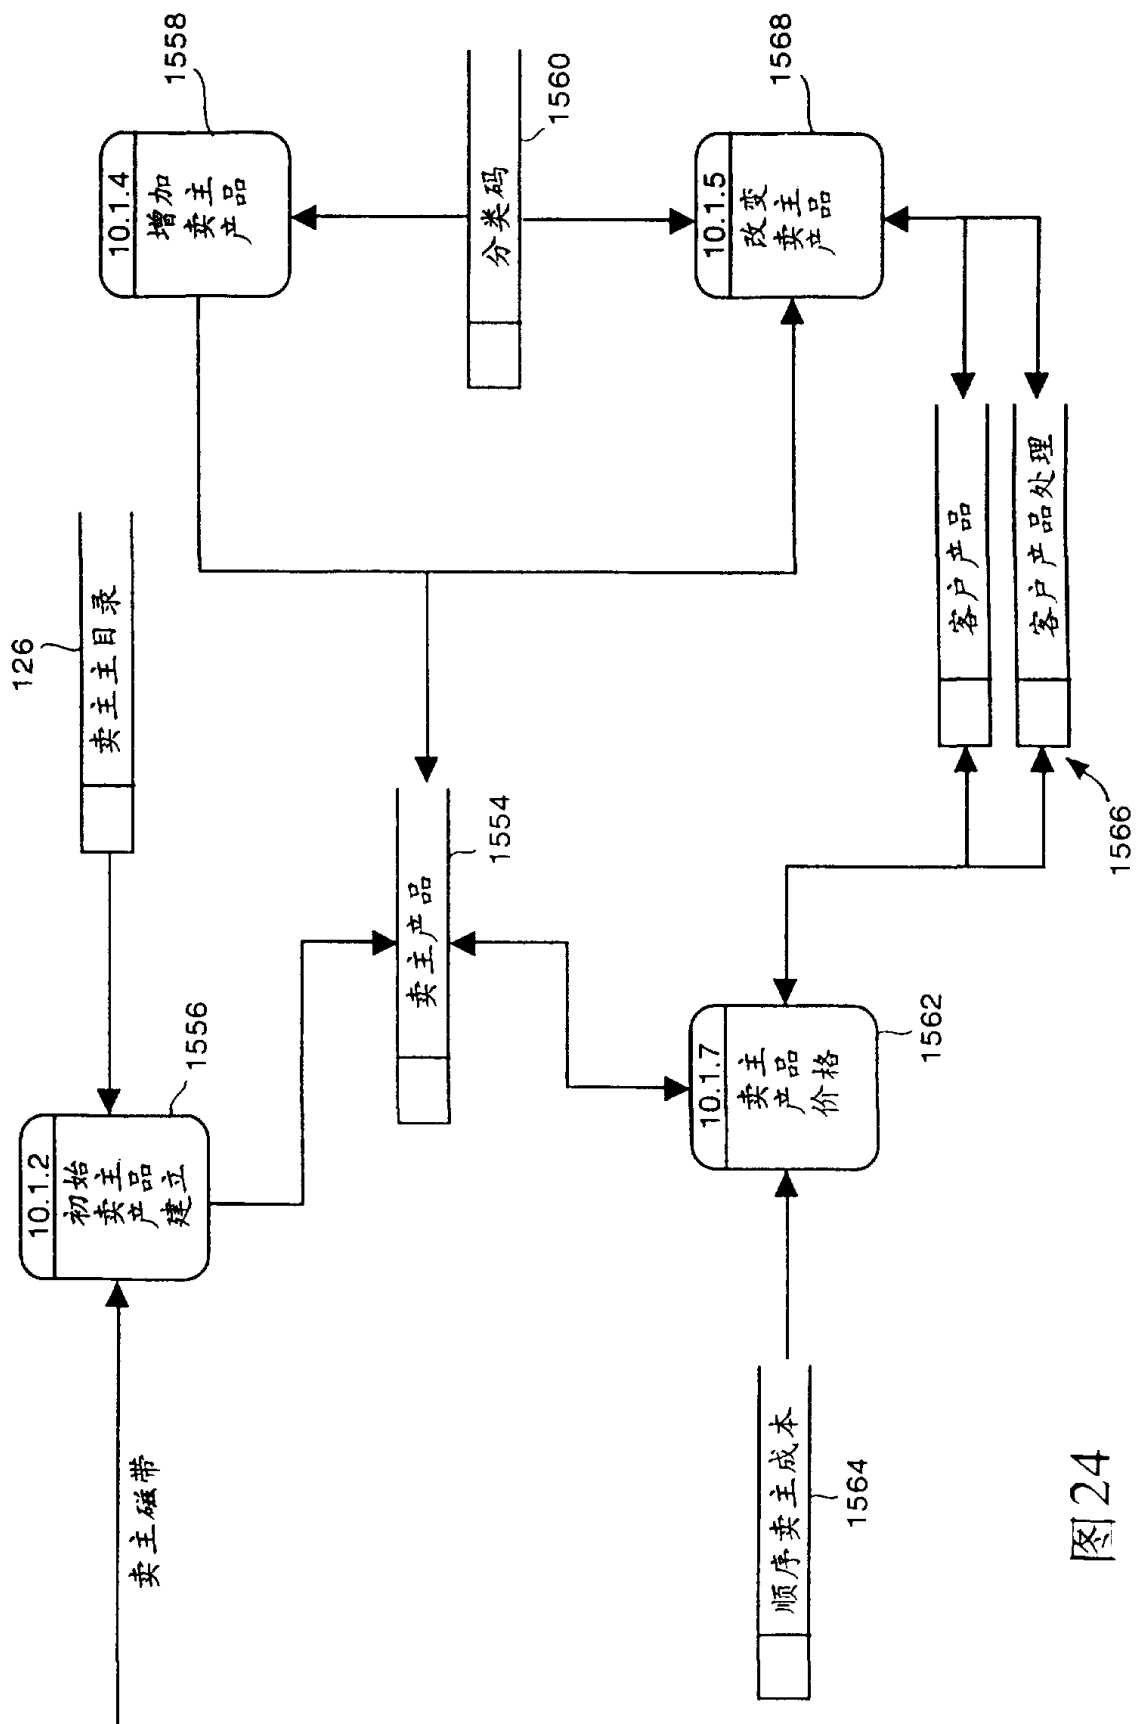 卖主磁带
10.1.2
初始
卖主
产品
建立
1556
卖主主目录
126
10.1.4
增加
卖主
产品
1558
卖主产品
1554
分类码
1560
顺序卖主成本
1564
10.1.7
卖主
产品
价格
1562
10.1.5
改变
卖主
产品
1568
客户产品
客户产品处理
1566
图24